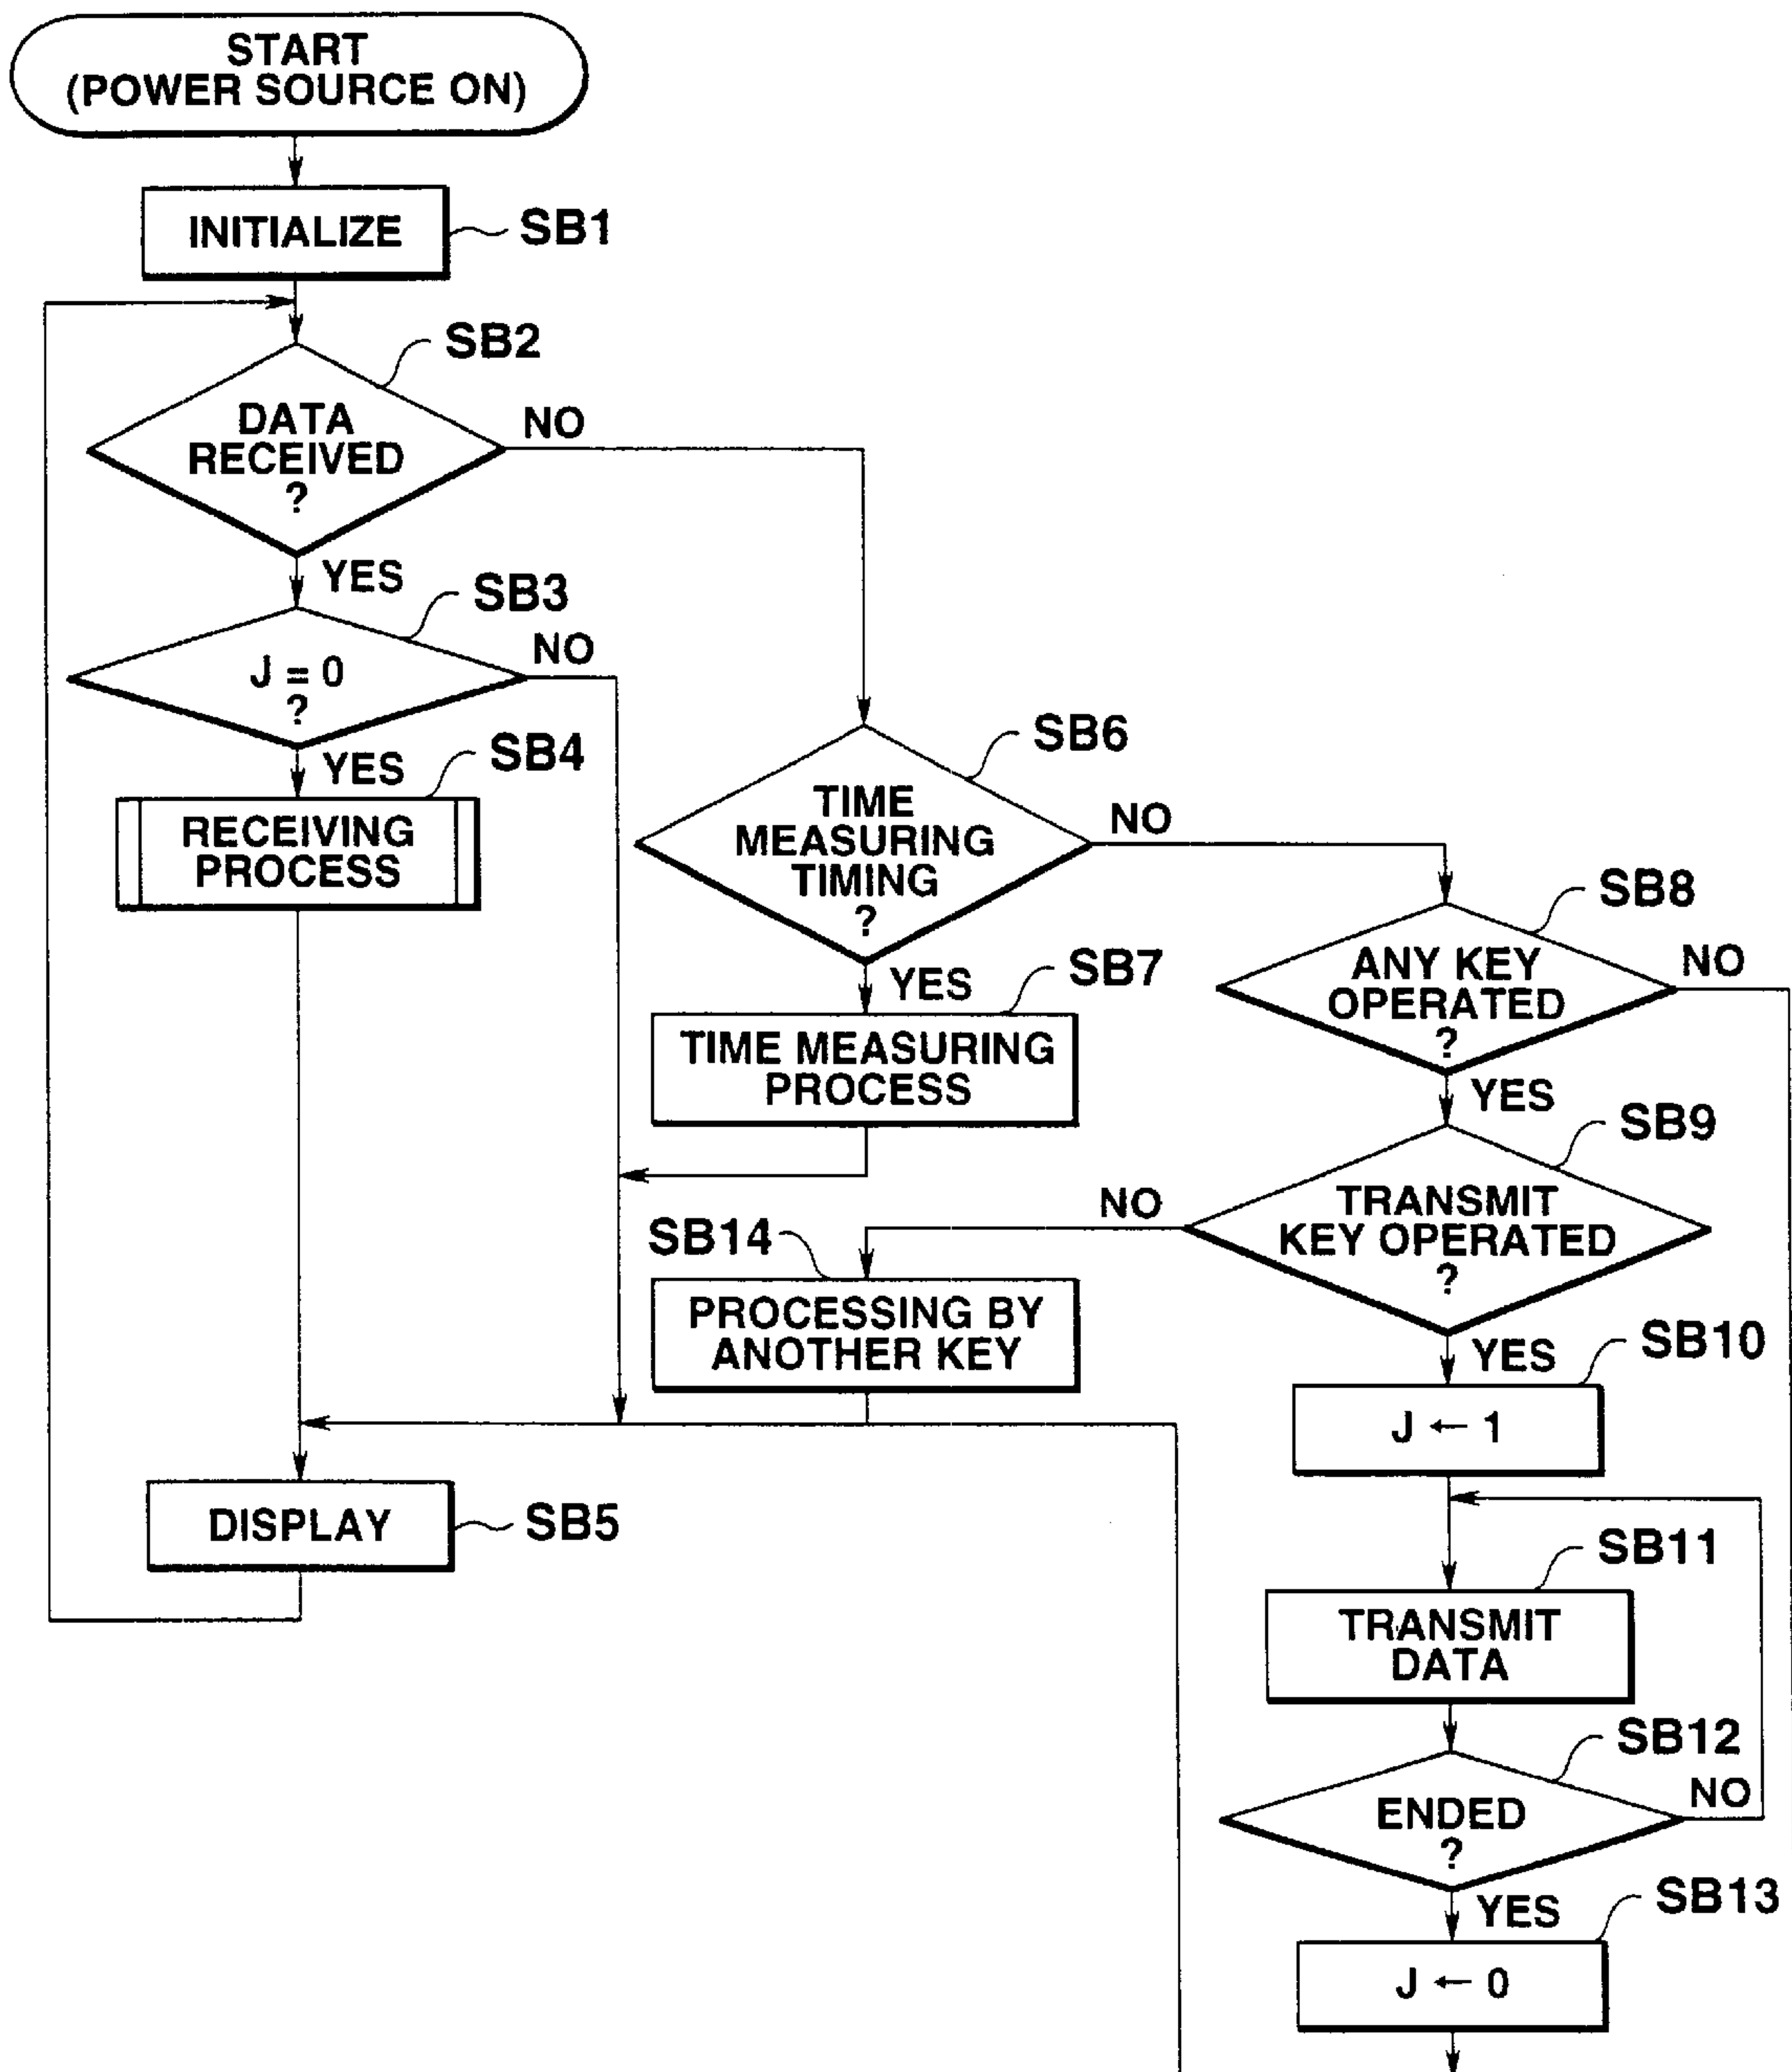 START
(POWER SOURCE ON)
INITIALIZE
SB1
SB2
DATA
RECEIVED
?
NO
YES
SB3
J = 0
?
NO
YES
SB4
RECEIVING
PROCESS
SB6
TIME
MEASURING
TIMING
?
NO
YES
SB7
TIME MEASURING
PROCESS
SB8
ANY KEY
OPERATED
?
NO
YES
SB9
TRANSMIT
KEY OPERATED
?
NO
YES
SB14
PROCESSING BY
ANOTHER KEY
SB10
J ← 1
DISPLAY
SB5
SB11
TRANSMIT
DATA
SB12
ENDED
?
NO
YES
SB13
J ← 0